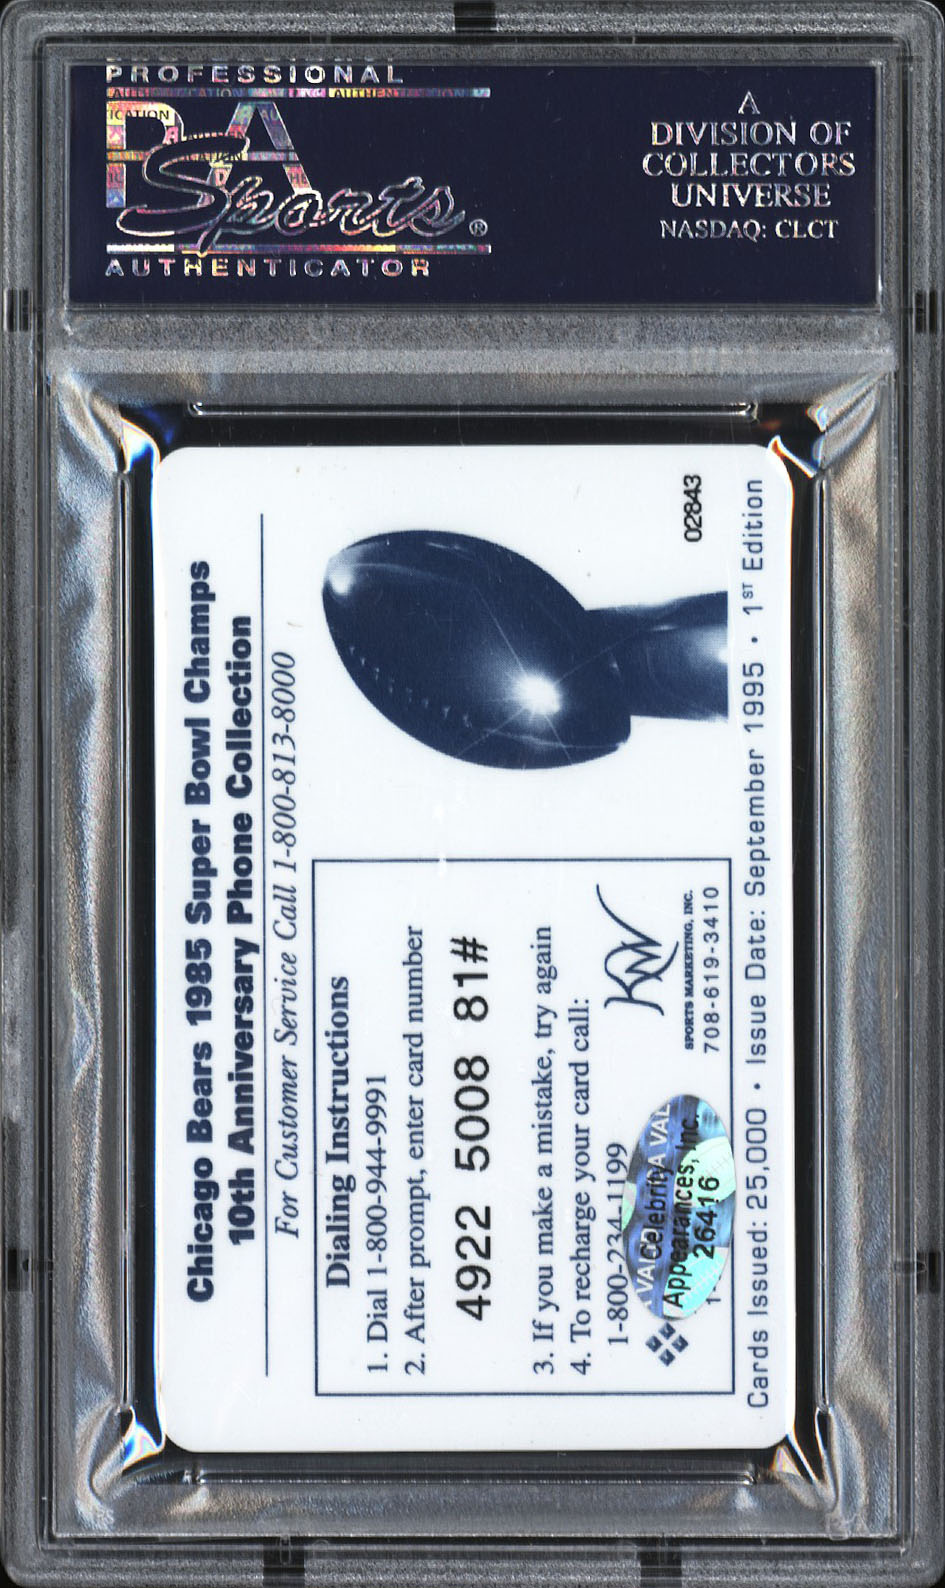 PROFESSIONAL
PSA
Sports®
AUTHENTICATOR
A
DIVISION OF
COLLECTORS
UNIVERSE
NASDAQ: CLCT
Chicago Bears 1985 Super Bowl Champs
10th Anniversary Phone Collection
For Customer Service Call 1-800-813-8000
Dialing Instructions
1. Dial 1-800-944-9991
2. After prompt, enter card number
4922 5008 81#
3. If you make a mistake, try again
4. To recharge your card call:
1-800-234-1199
KW
SPORTS MARKETING, INC.
708-619-3410
Celebrity
Appearances, Inc.
26416
02843
Cards Issued: 25,000 • Issue Date: September 1995 • 1ST Edition